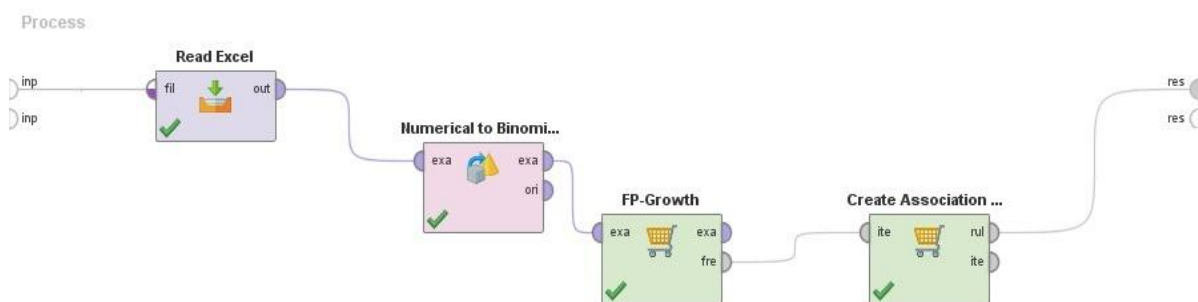 Process
Read Excel
inp
fil
out
res
inp
res
Numerical to Binomi...
exa
exa
ori
FP-Growth
exa
exa
fre
Create Association ...
ite
rul
ite